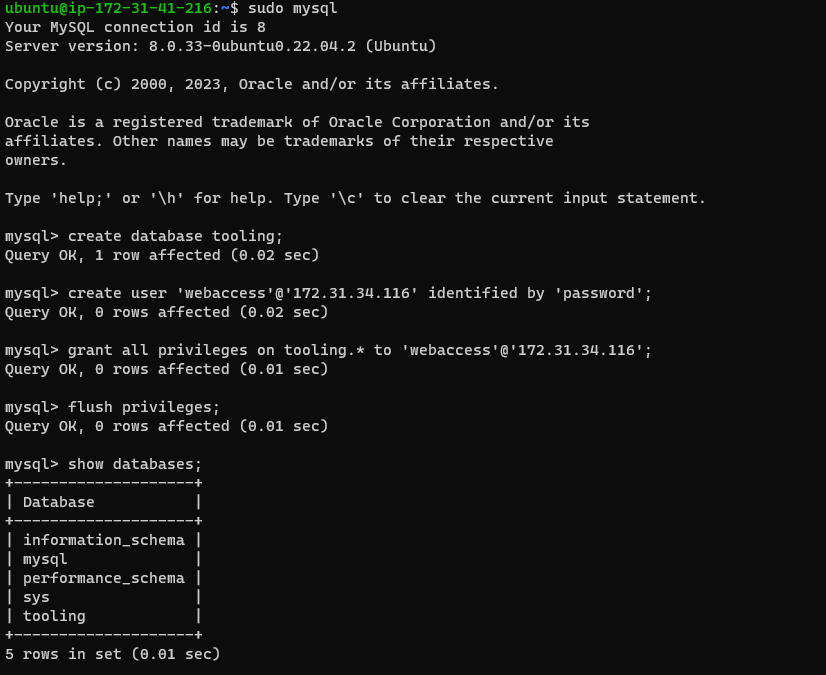 ubuntu@ip-172-31-41-216:~$ sudo mysql
Your MySQL connection id is 8
Server version: 8.0.33-0ubuntu0.22.04.2 (Ubuntu)
Copyright (c) 2000, 2023, Oracle and/or its affiliates.
Oracle is a registered trademark of Oracle Corporation and/or its
affiliates. Other names may be trademarks of their respective
owners.
Type 'help;' or '\h' for help. Type '\c' to clear the current input statement.
mysql> create database tooling;
Query OK, 1 row affected (0.02 sec)
mysql> create user 'webaccess'@'172.31.34.116' identified by 'password';
Query OK, 0 rows affected (0.02 sec)
mysql> grant all privileges on tooling.* to 'webaccess'@'172.31.34.116';
Query OK, 0 rows affected (0.01 sec)
mysql> flush privileges;
Query OK, 0 rows affected (0.01 sec)
mysql> show databases;
+--------------------+
| Database           |
+--------------------+
| information_schema |
| mysql              |
| performance_schema |
| sys                |
| tooling            |
+--------------------+
5 rows in set (0.01 sec)